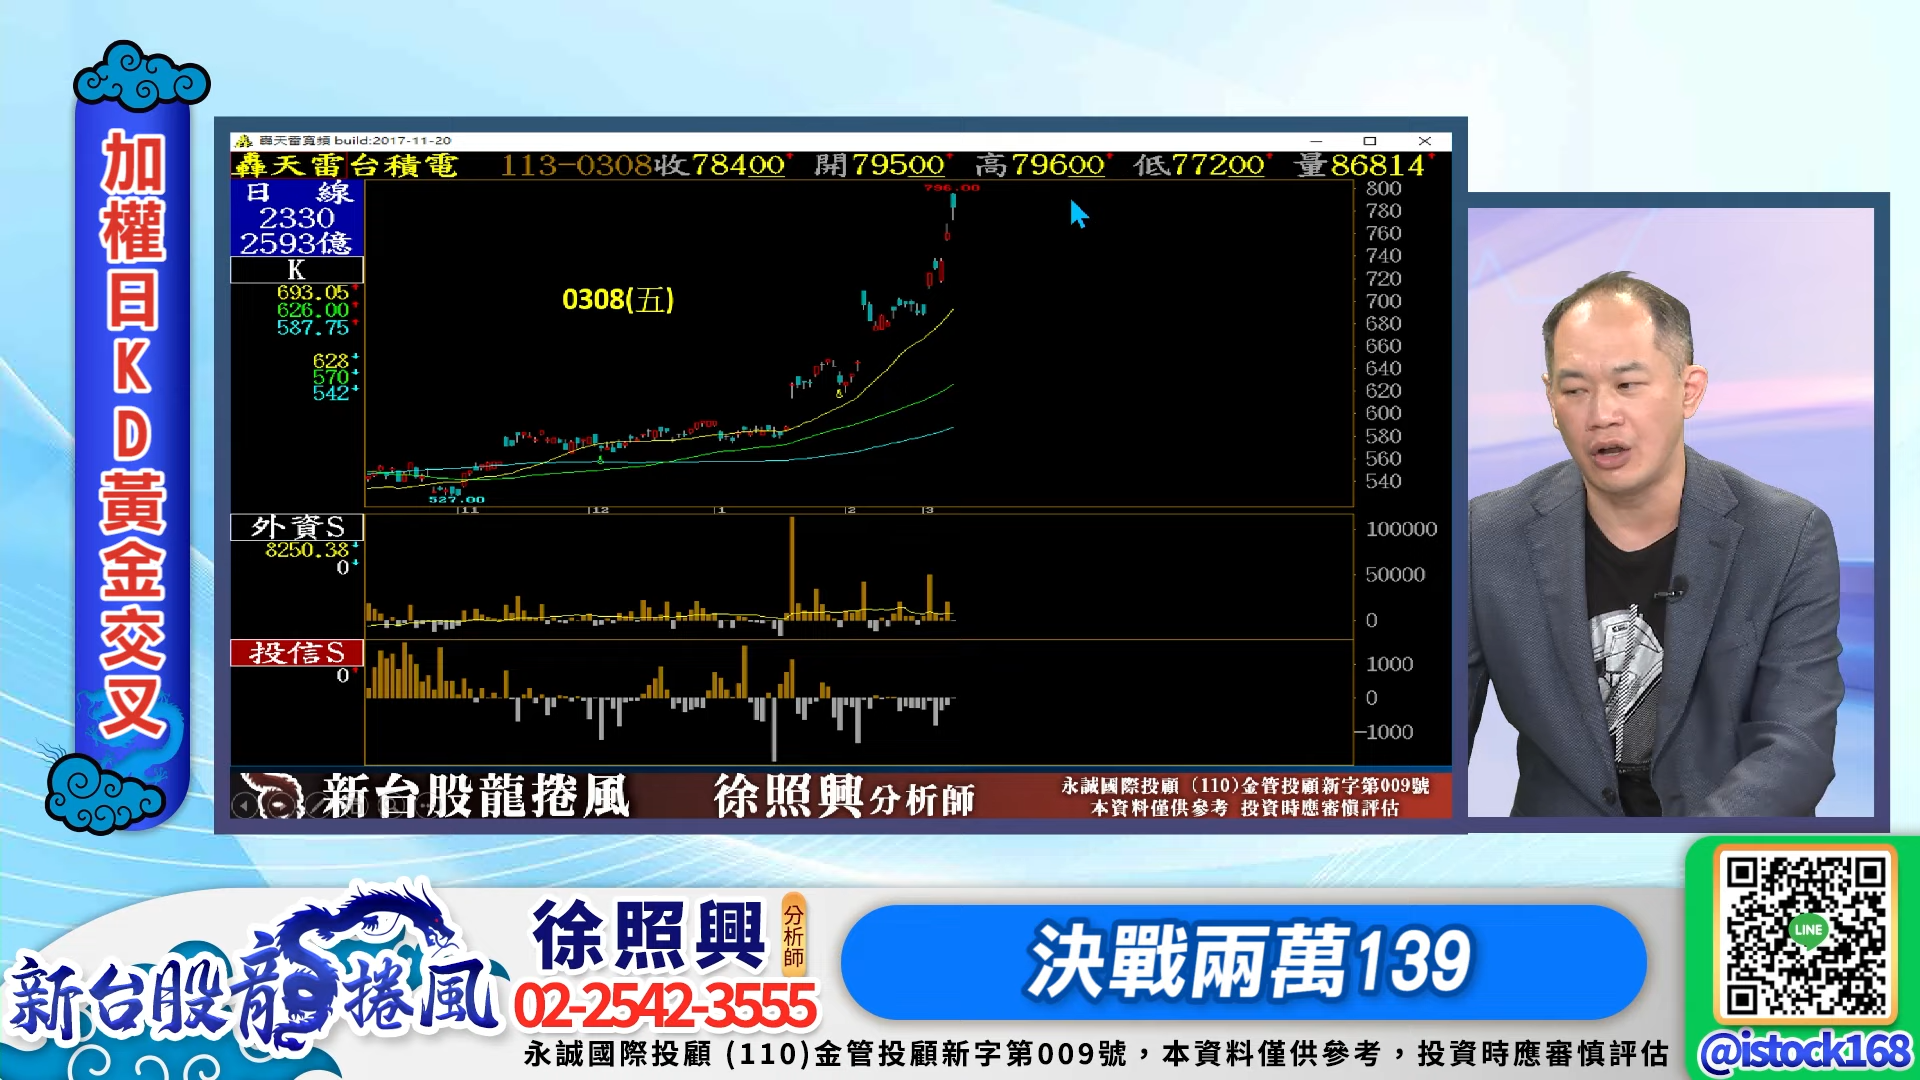 加權日KD黃金交叉
轟天雷寬頻 build:2017-11-20
轟天雷 台積電 113-0308 收78400 開79500 高79600 低77200 量86814
日 線
2330
2593億
K
693.05
626.00
587.75
628
570
542
796.00
0308(五)
527.00
800
780
760
740
720
700
680
660
640
620
600
580
560
540
11 12 1 2 3
外資S
8250.38
0
100000
50000
0
投信S
0
1000
0
-1000
新台股龍捲風 徐照興分析師
永誠國際投顧 (110)金管投顧新字第009號
本資料僅供參考 投資時應審慎評估
新台股龍捲風
徐照興 分析師
02-2542-3555
決戰兩萬139
永誠國際投顧 (110)金管投顧新字第009號，本資料僅供參考，投資時應審慎評估
LINE
@istock168